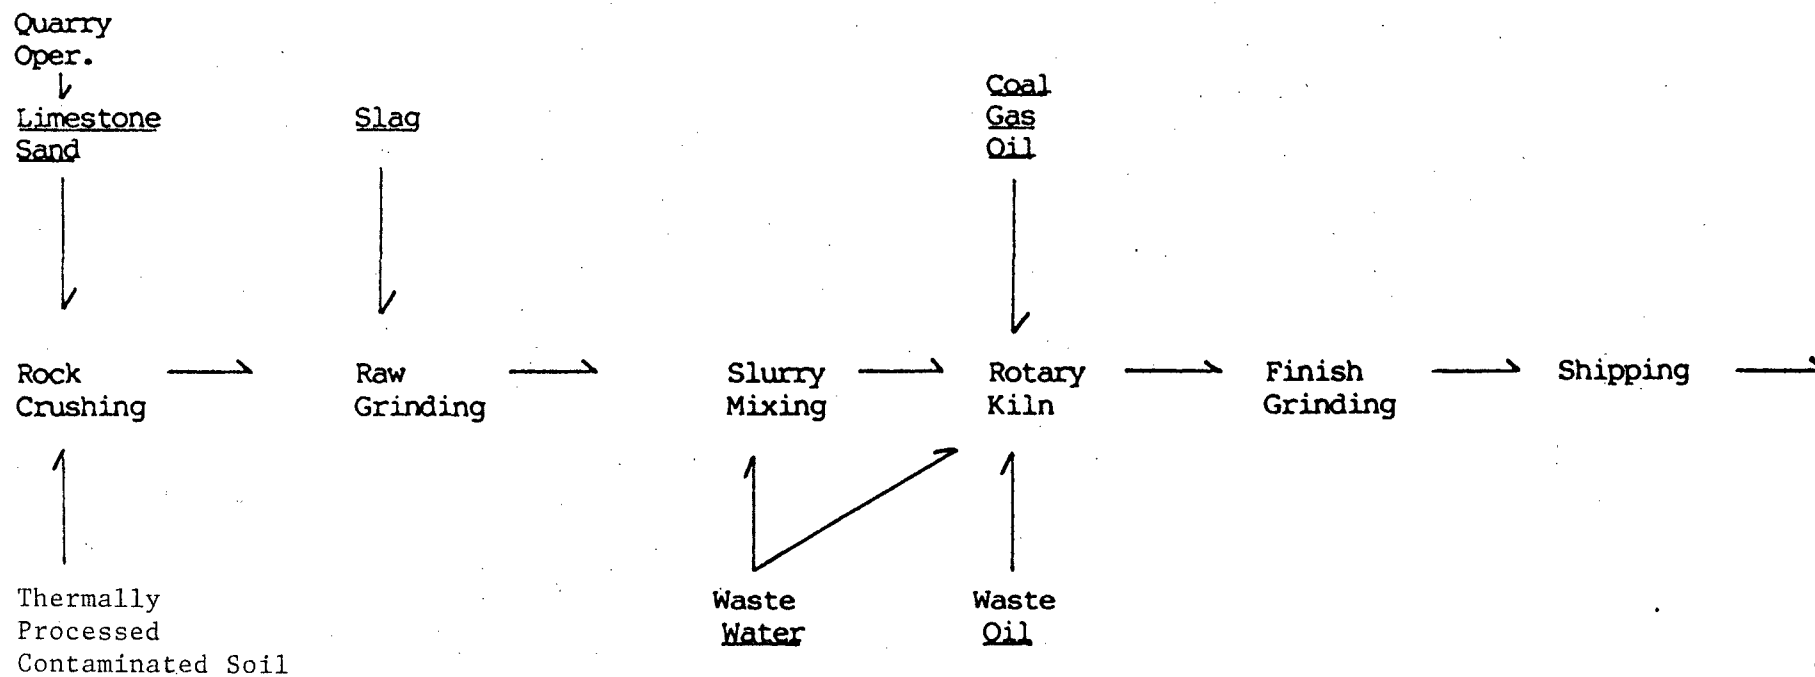 Quarry
Oper.
Limestone
Sand
Slag
Coal
Gas
Oil
Rock
Crushing
Raw
Grinding
Slurry
Mixing
Rotary
Kiln
Finish
Grinding
Shipping
Thermally
Processed
Contaminated Soil
Waste
Water
Waste
Oil